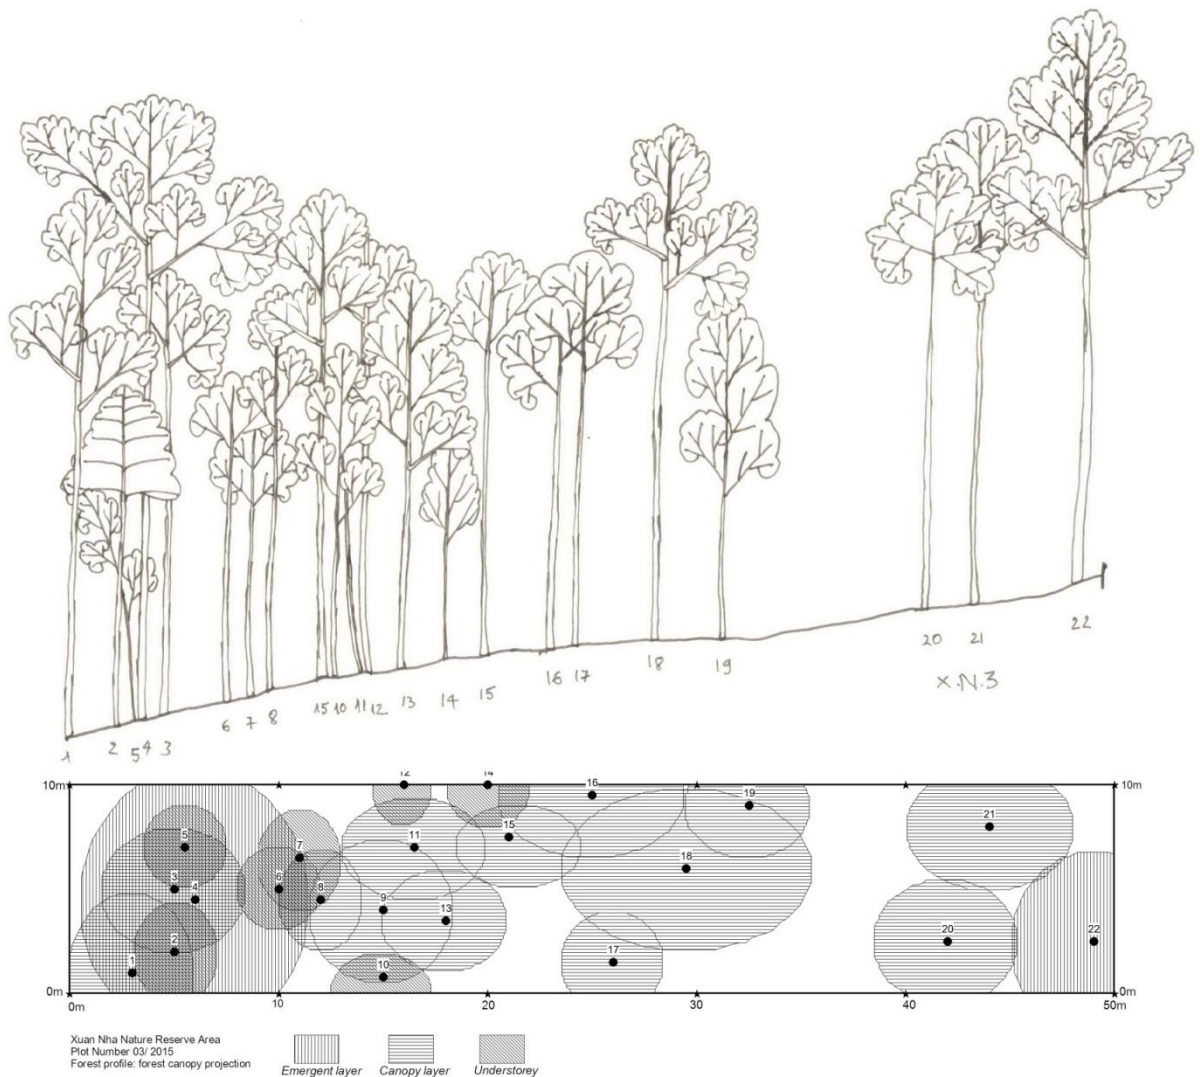 20 21 22
X.N.3
1 2 5 4 3 6 7 8 15 10 11 12 13 14 15 16 17 18 19
10m 12 14 16 10m
19
21
5 7 11 15
18
3 4 6 8
9 13
2 20 22
1 10 17
0m 0m
0m 10 20 30 40 50m
Xuan Nha Nature Reserve Area
Plot Number 03/ 2015
Forest profile: forest canopy projection
Emergent layer Canopy layer Understorey